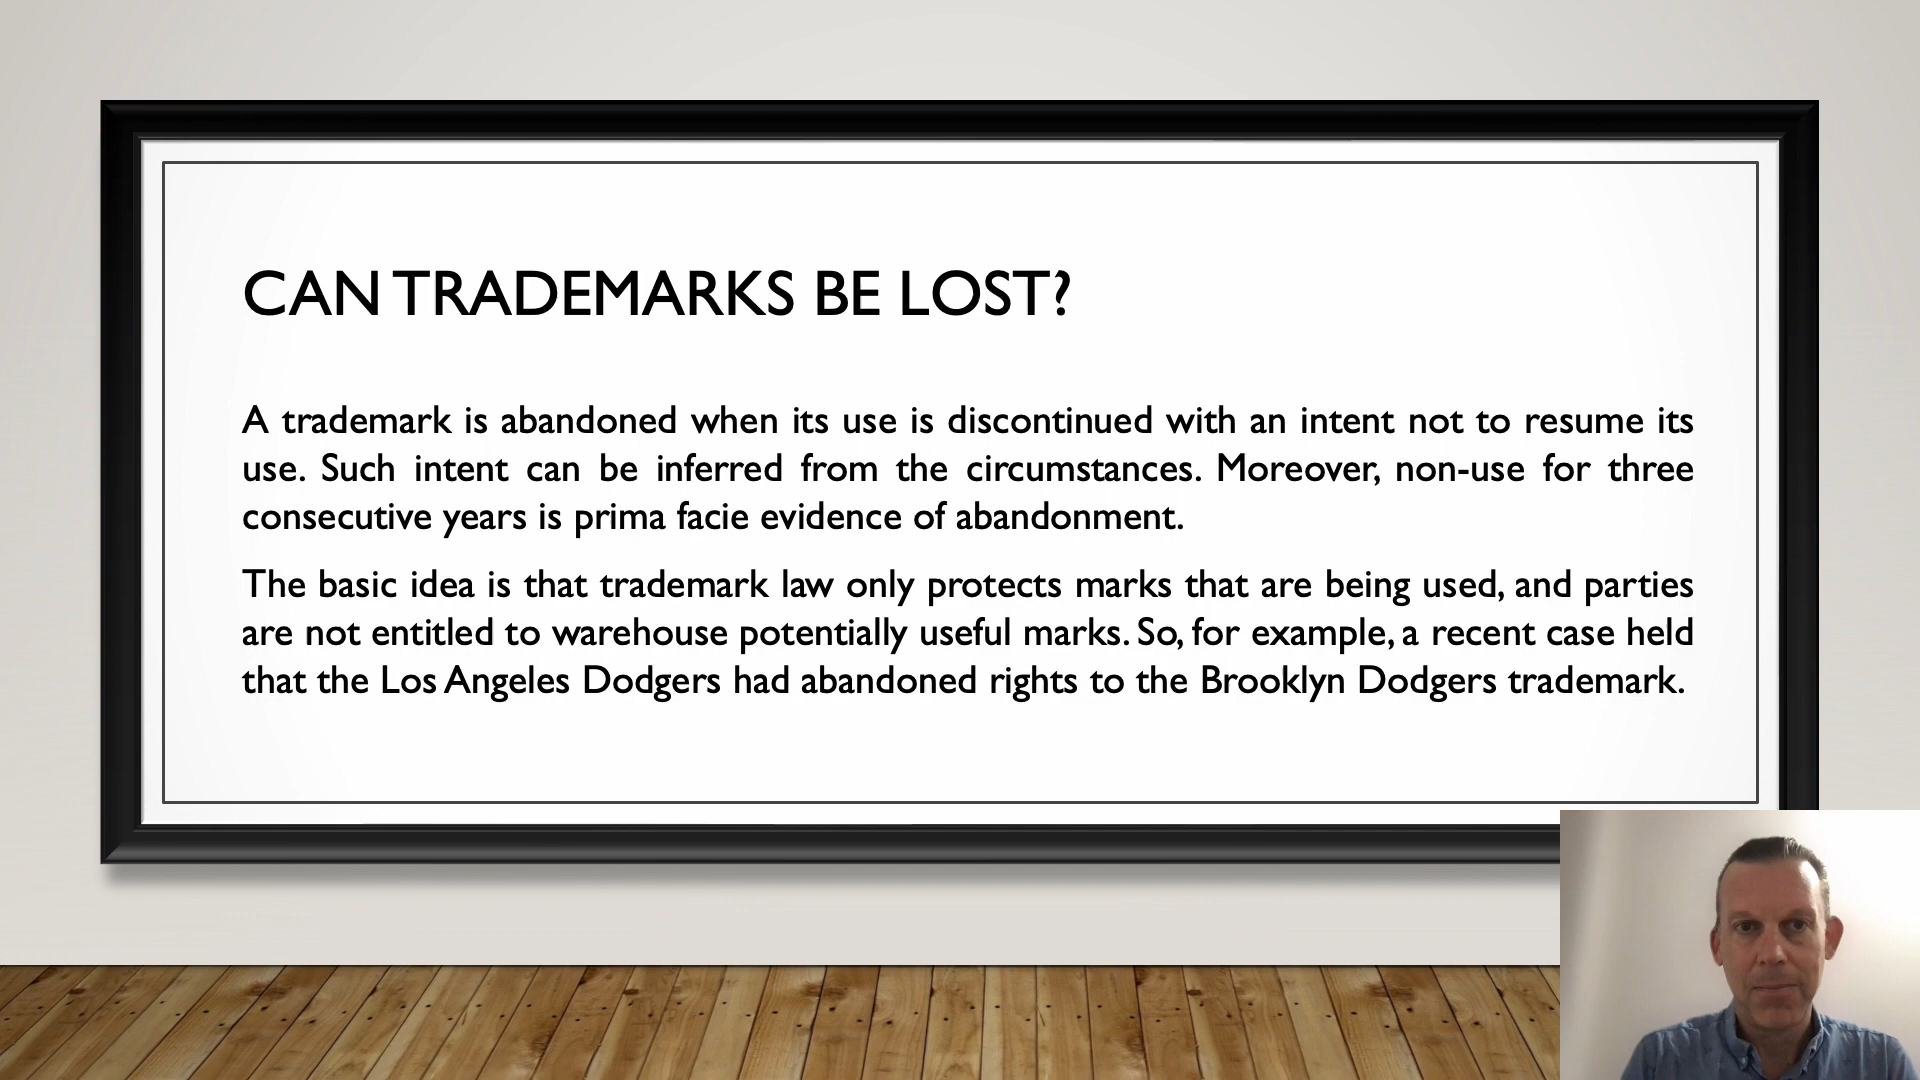 CAN TRADEMARKS BE LOST?
A trademark is abandoned when its use is discontinued with an intent not to resume its
use. Such intent can be inferred from the circumstances. Moreover, non-use for three
consecutive years is prima facie evidence of abandonment.
The basic idea is that trademark law only protects marks that are being used, and parties
are not entitled to warehouse potentially useful marks. So, for example, a recent case held
that the Los Angeles Dodgers had abandoned rights to the Brooklyn Dodgers trademark.